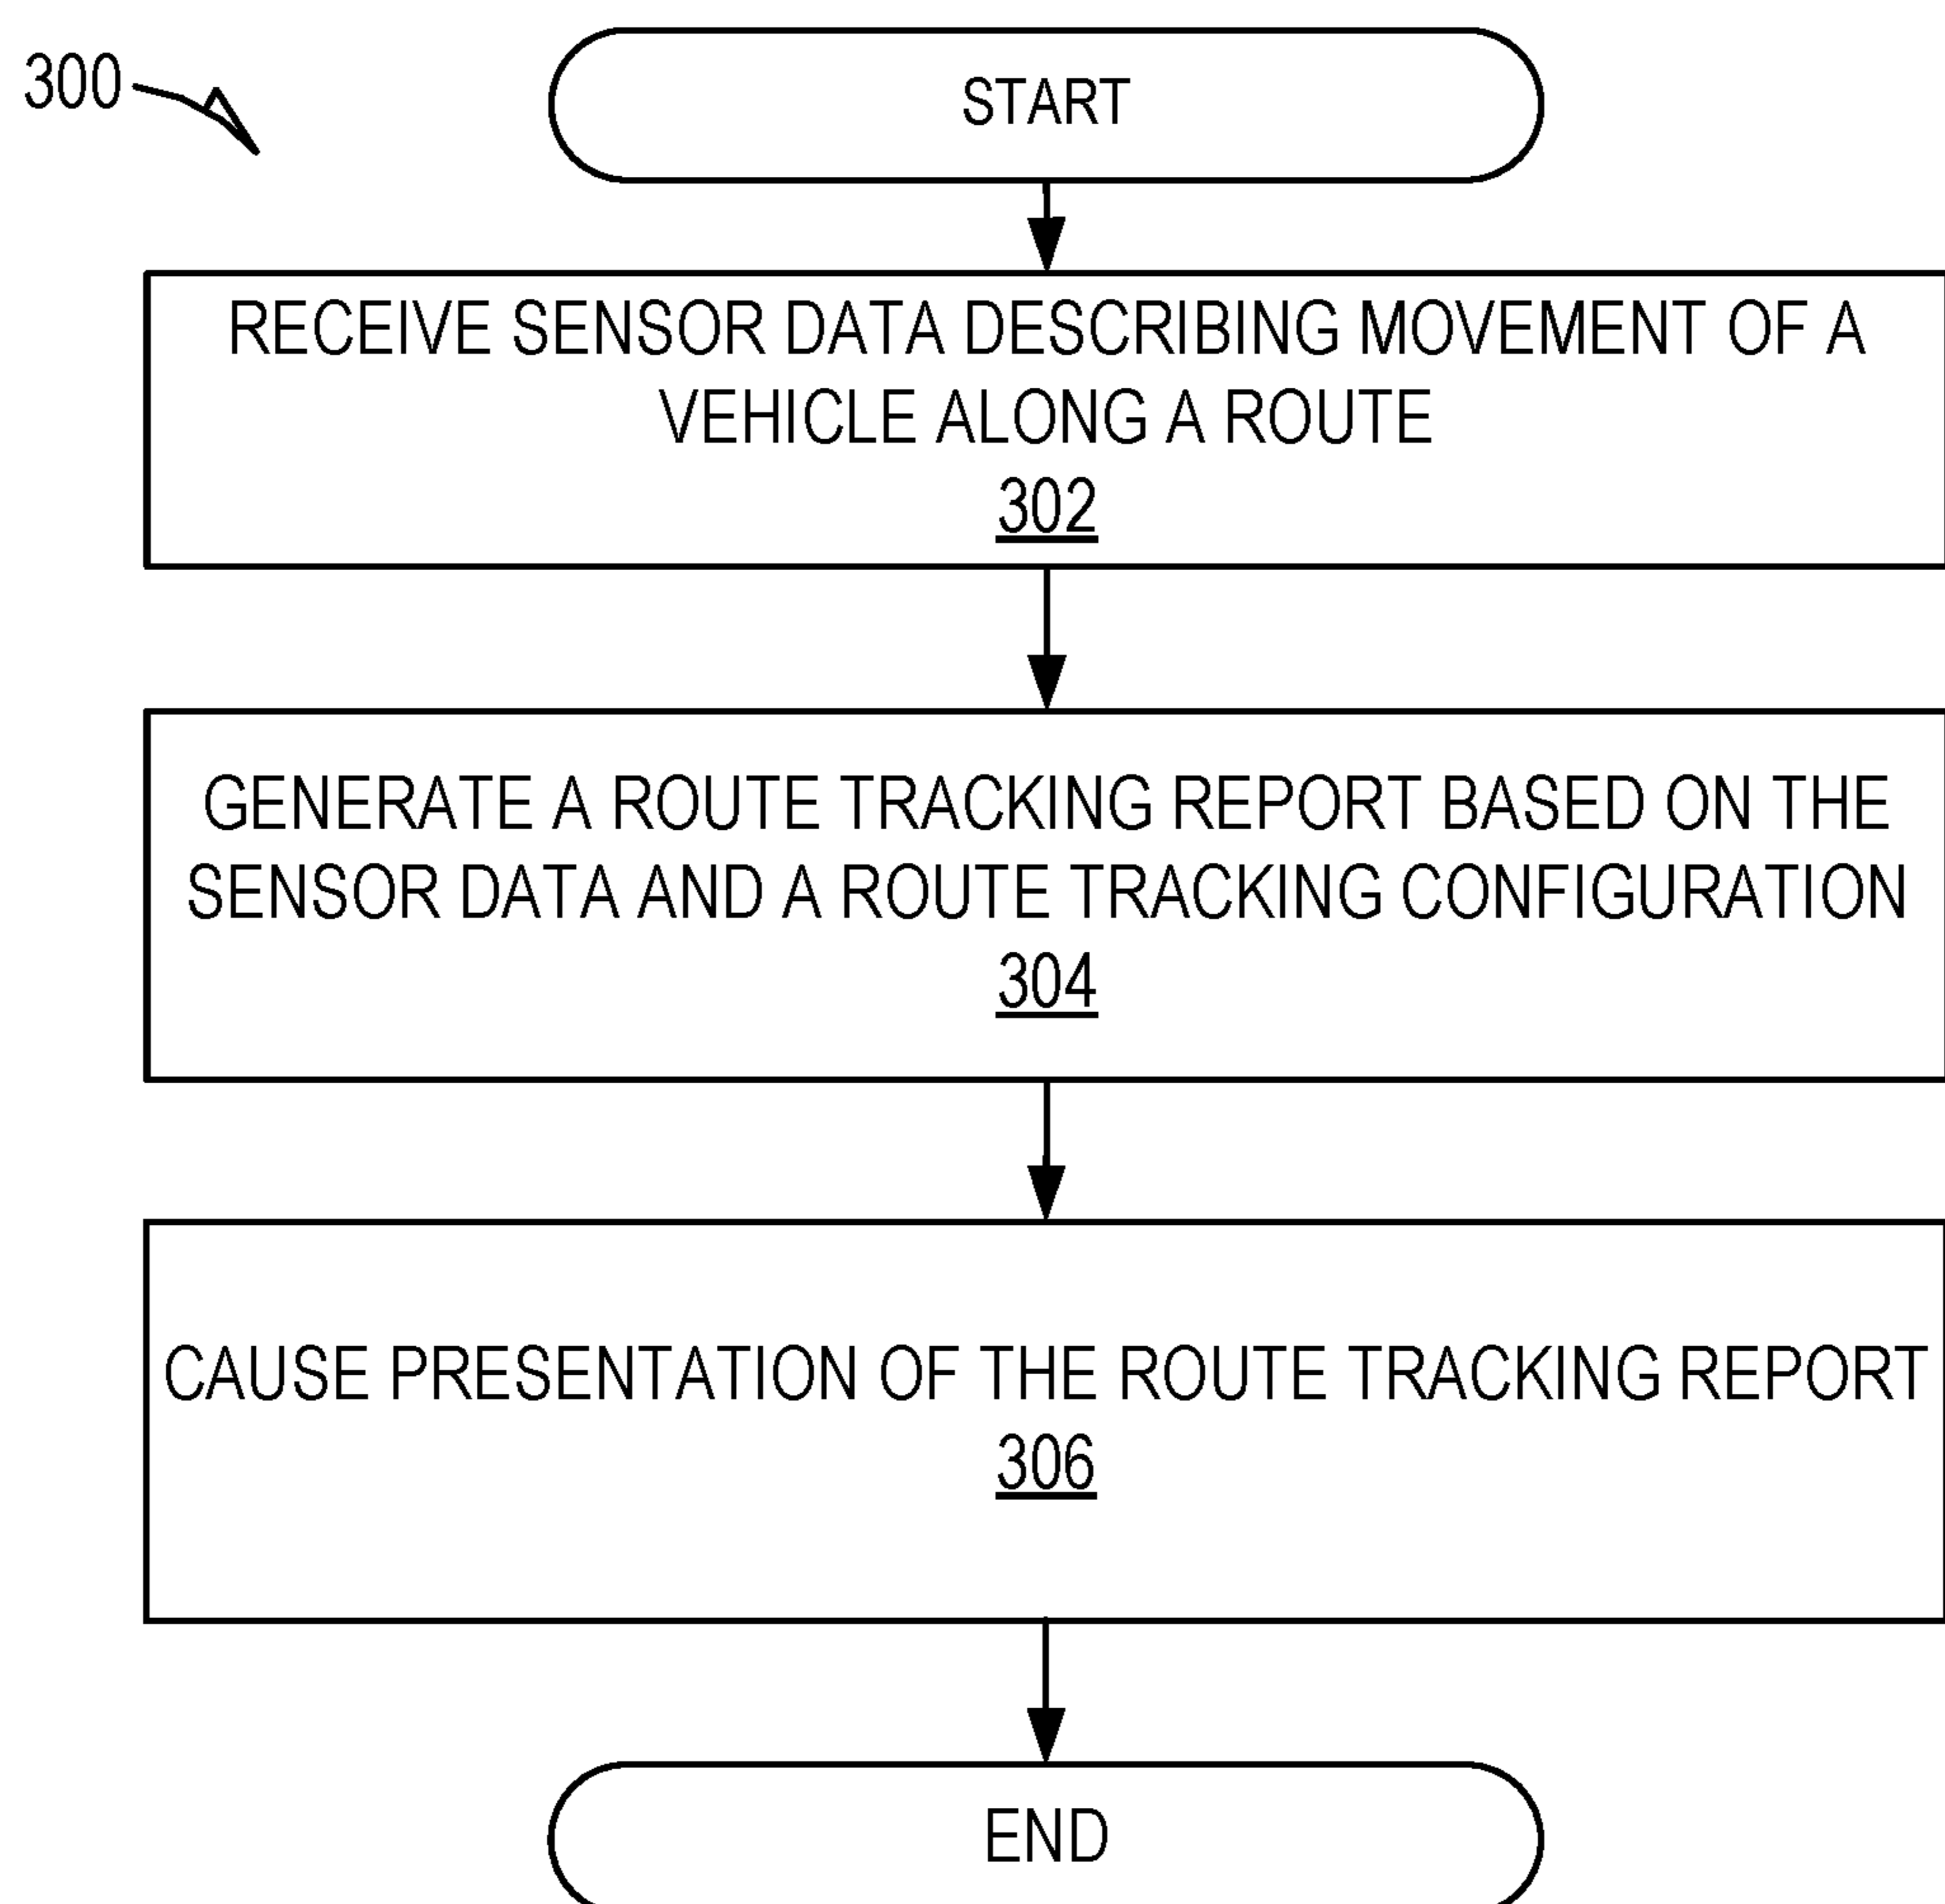 300
START
RECEIVE SENSOR DATA DESCRIBING MOVEMENT OF A
VEHICLE ALONG A ROUTE
302
GENERATE A ROUTE TRACKING REPORT BASED ON THE
SENSOR DATA AND A ROUTE TRACKING CONFIGURATION
304
CAUSE PRESENTATION OF THE ROUTE TRACKING REPORT
306
END